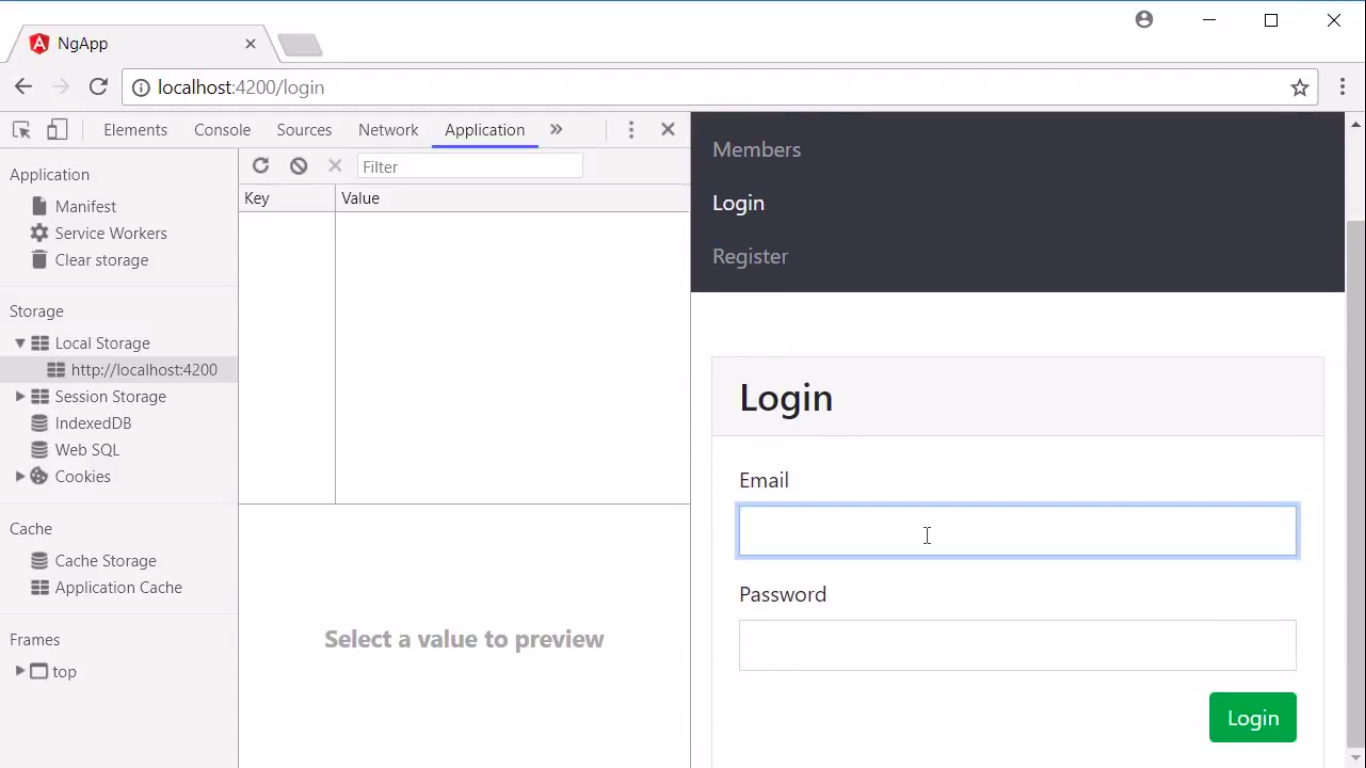 NgApp
localhost:4200/login
Elements Console Sources Network Application
Filter
Key Value
Application
Manifest
Service Workers
Clear storage
Storage
Local Storage
http://localhost:4200
Session Storage
IndexedDB
Web SQL
Cookies
Cache
Cache Storage
Application Cache
Frames
top
Select a value to preview
Members
Login
Register
Login
Email
Password
Login